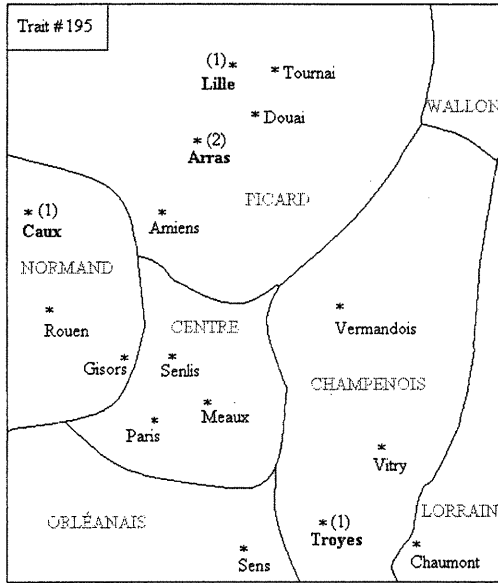 Trait # 195
(1) *
Lille
* Tournai
* Douai
* (2)
Arras
WALLON
PICARD
* (1)
Caux
*
Amiens
NORMAND
*
Rouen
CENTRE
*
Vermandois
*
Gisors
*
Senlis
CHAMPENOIS
*
Meaux
*
Paris
*
Vitry
ORLÉANAIS
LORRAIN
* (1)
Troyes
*
Sens
*
Chaumont